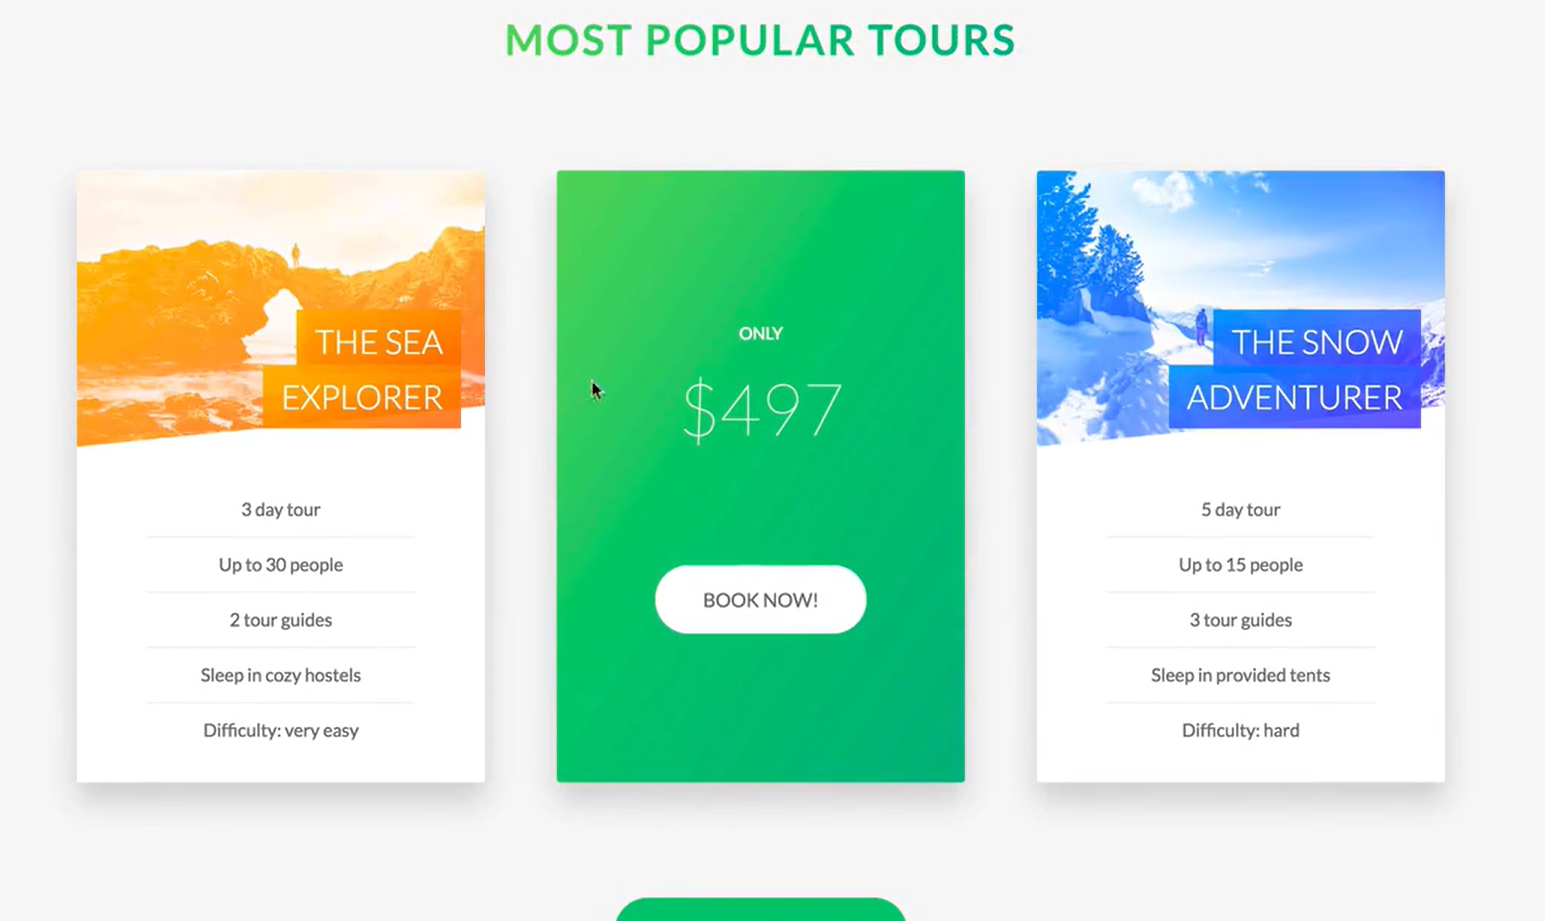 MOST POPULAR TOURS
THE SEA
EXPLORER
3 day tour
Up to 30 people
2 tour guides
Sleep in cozy hostels
Difficulty: very easy
ONLY
$497
BOOK NOW!
THE SNOW
ADVENTURER
5 day tour
Up to 15 people
3 tour guides
Sleep in provided tents
Difficulty: hard